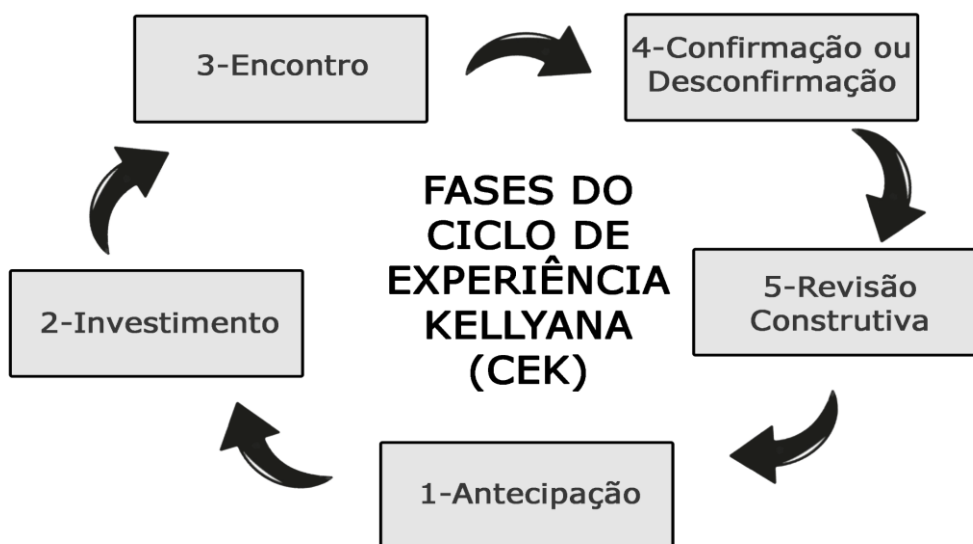 3-Encontro
4-Confirmação ou
Desconfirmação
FASES DO
CICLO DE
EXPERIÊNCIA
KELLYANA
(CEK)
2-Investimento
5-Revisão
Construtiva
1-Antecipação